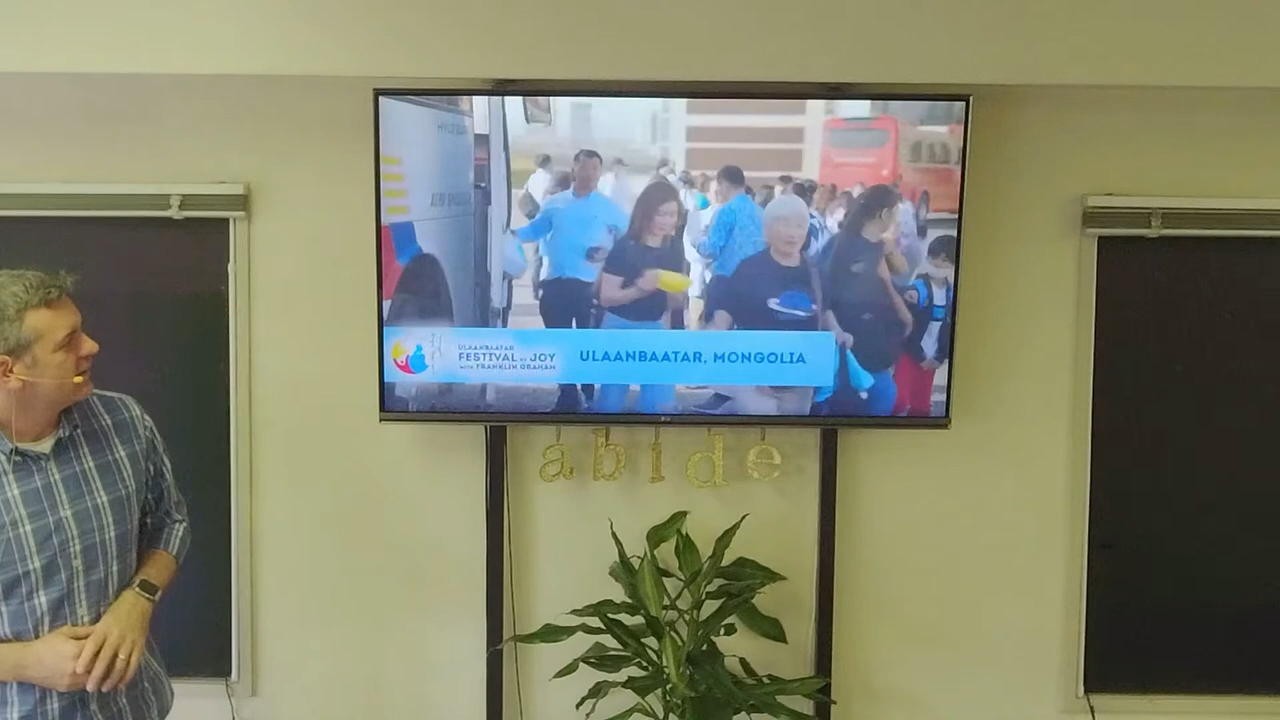 ULAANBAATAR
FESTIVAL OF JOY
WITH FRANKLIN GRAHAM
ULAANBAATAR, MONGOLIA
abide